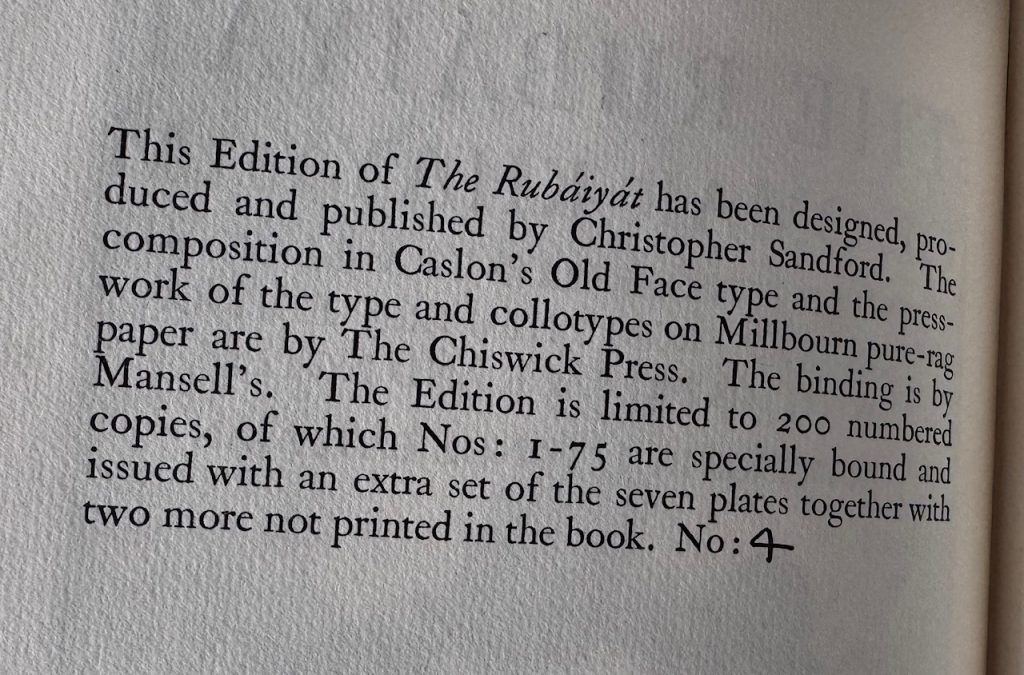 This Edition of The Rubáiyát has been designed, pro-
duced and published by Christopher Sandford. The
composition in Caslon's Old Face type and the press-
work of the type and collotypes on Millbourn pure-rag
paper are by The Chiswick Press. The binding is by
Mansell's. The Edition is limited to 200 numbered
copies, of which Nos: 1-75 are specially bound and
issued with an extra set of the seven plates together with
two more not printed in the book. No: 4